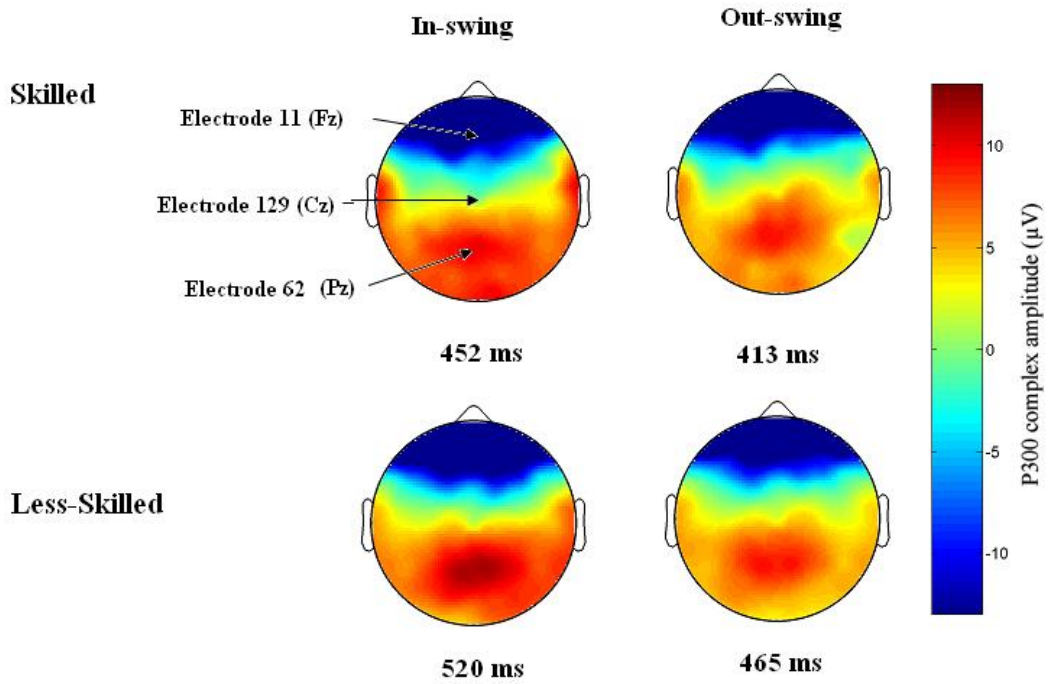 In-swing
Out-swing
Skilled
Electrode 11 (Fz)
Electrode 129 (Cz)
Electrode 62 (Pz)
452 ms
413 ms
Less-Skilled
520 ms
465 ms
10
5
0
-5
-10
P300 complex amplitude (µV)